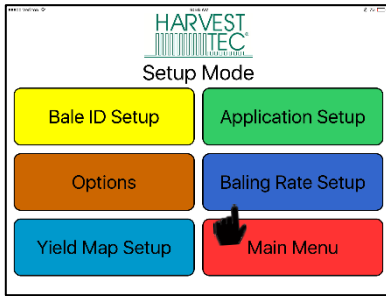 HARVEST
TEC
Setup Mode
Bale ID Setup
Application Setup
Options
Baling Rate Setup
Yield Map Setup
Main Menu